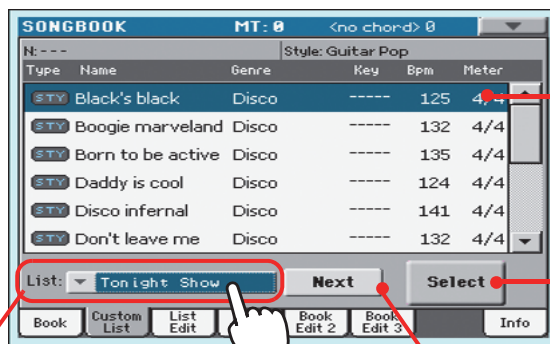 SONGBOOK MT: 0 <no chord> 0
N: --- Style: Guitar Pop
Type Name Genre Key Bpm Meter
STY Black's black Disco ----- 125 4/4
STY Boogie marveland Disco ----- 132 4/4
STY Born to be active Disco ----- 135 4/4
STY Daddy is cool Disco ----- 124 4/4
STY Disco infernal Disco ----- 141 4/4
STY Don't leave me Disco ----- 132 4/4
List: Tonight Show Next Select
Book Custom List List Edit Book Edit 2 Book Edit 3 Info